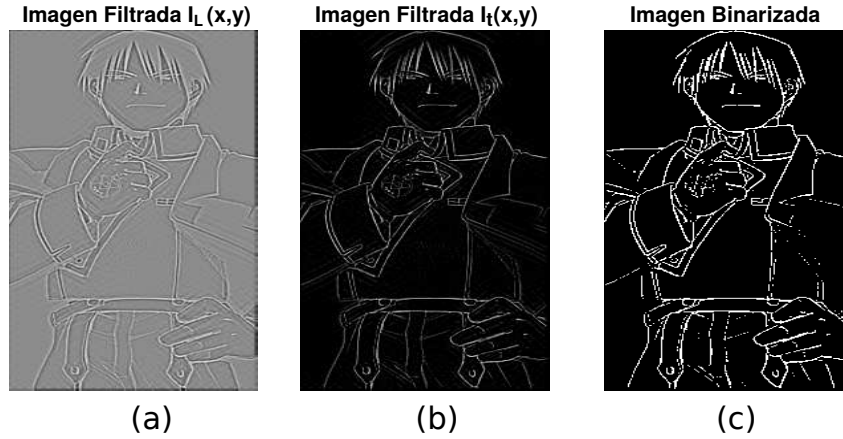 Imagen Filtrada I_L(x,y)
Imagen Filtrada I_t(x,y)
Imagen Binarizada
(a)
(b)
(c)